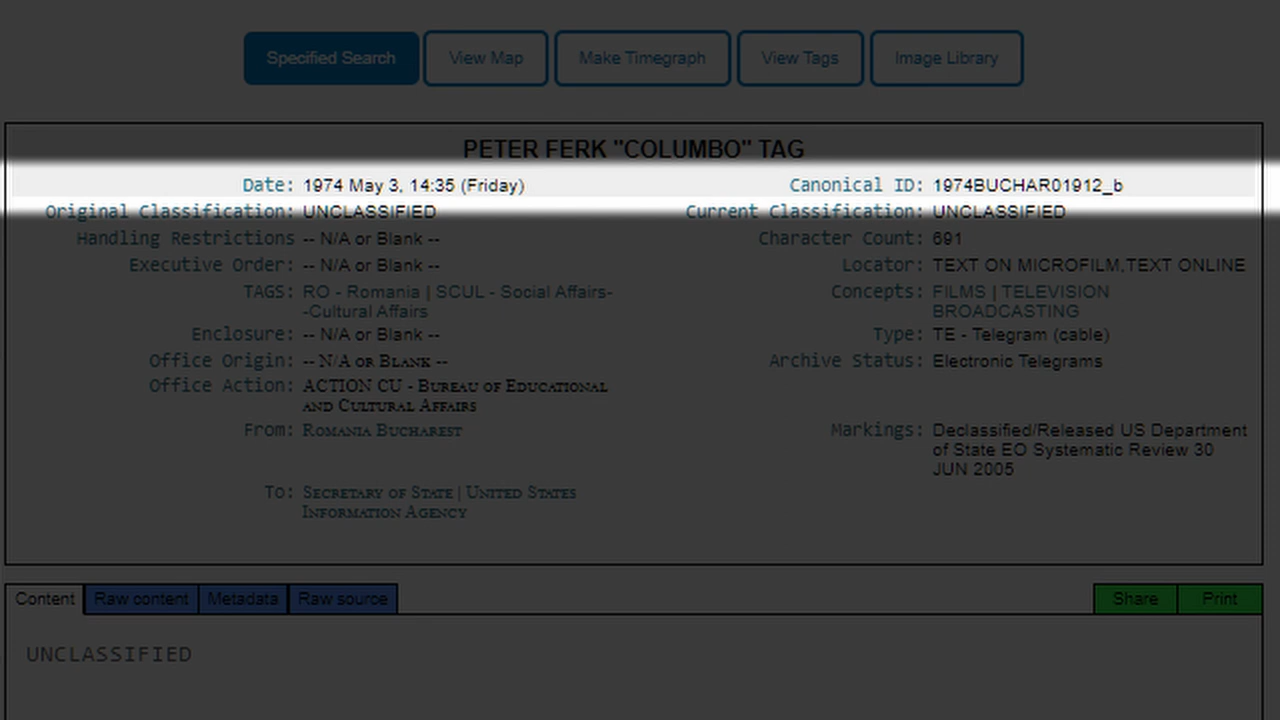 Specified Search View Map Make Timegraph View Tags Image Library
PETER FERK "COLUMBO" TAG
Date: 1974 May 3, 14:35 (Friday) Canonical ID: 1974BUCHAR01912_b
Original Classification: UNCLASSIFIED Current Classification: UNCLASSIFIED
Handling Restrictions -- N/A or Blank -- Character Count: 691
Executive Order: -- N/A or Blank -- Locator: TEXT ON MICROFILM,TEXT ONLINE
TAGS: RO - Romania | SCUL - Social Affairs- Concepts: FILMS | TELEVISION
-Cultural Affairs BROADCASTING
Enclosure: -- N/A or Blank -- Type: TE - Telegram (cable)
Office Origin: -- N/A OR BLANK -- Archive Status: Electronic Telegrams
Office Action: ACTION CU - BUREAU OF EDUCATIONAL
AND CULTURAL AFFAIRS
From: ROMANIA BUCHAREST Markings: Declassified/Released US Department
of State EO Systematic Review 30
JUN 2005
To: SECRETARY OF STATE | UNITED STATES
INFORMATION AGENCY
Content Raw content Metadata Raw source Share Print
UNCLASSIFIED